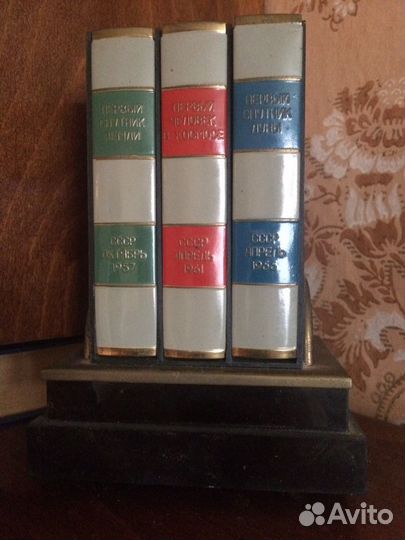 ПЕРВЫЙ
СПУТНИК
ЗЕМЛИ
СССР
ОКТЯБРЬ
1957
ПЕРВЫЙ
ЧЕЛОВЕК
В КОСМОСЕ
СССР
АПРЕЛЬ
1961
ПЕРВЫЙ
СПУТНИК
ЛУНЫ
СССР
АПРЕЛЬ
1966
Avito